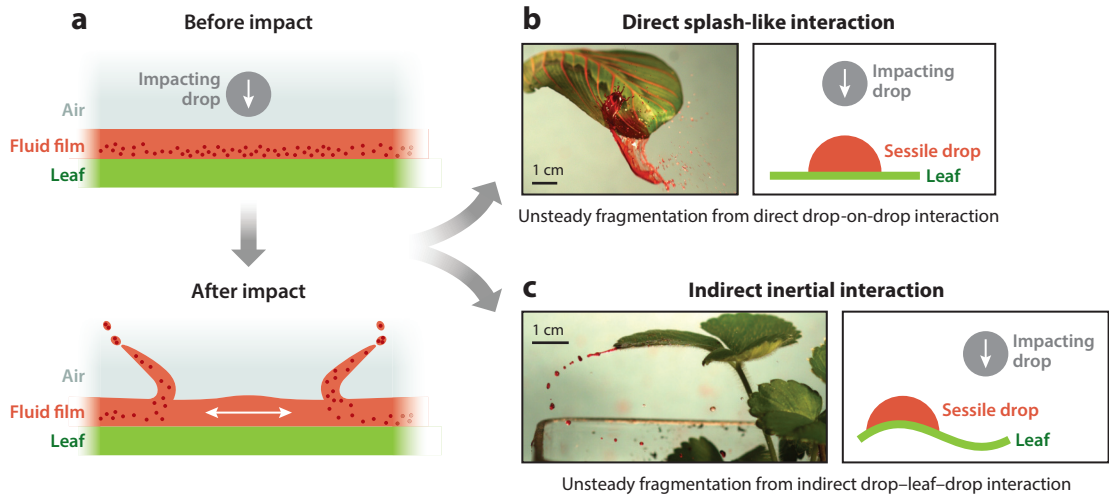 a
Before impact
Impacting
drop
Air
Fluid film
Leaf
After impact
Air
Fluid film
Leaf
b
Direct splash-like interaction
1 cm
Impacting
drop
Sessile drop
Leaf
Unsteady fragmentation from direct drop-on-drop interaction
c
Indirect inertial interaction
1 cm
Impacting
drop
Sessile drop
Leaf
Unsteady fragmentation from indirect drop–leaf–drop interaction